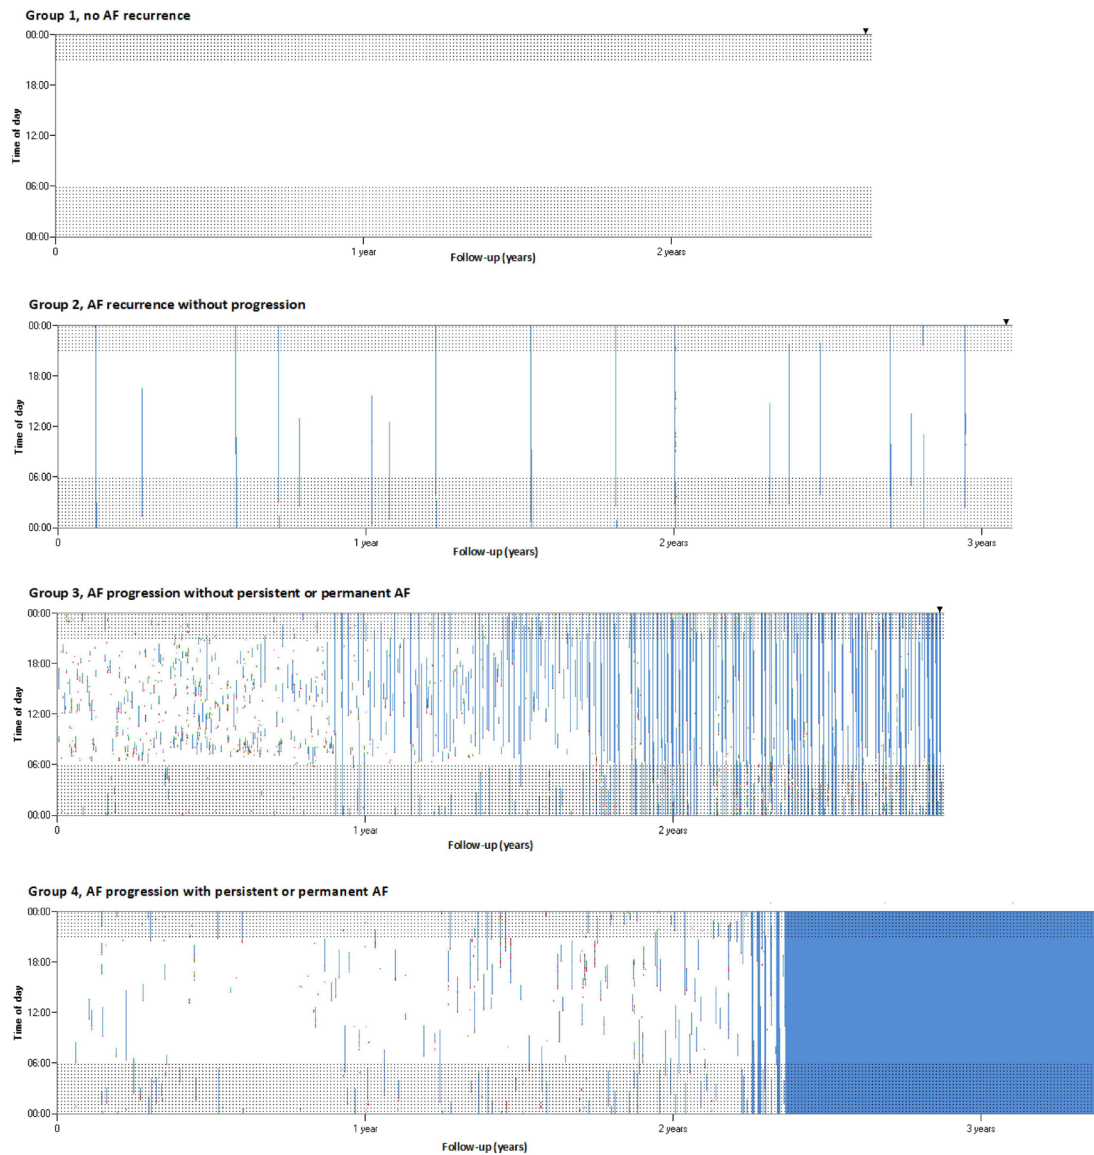 Group 1, no AF recurrence
00:00
18:00
12:00
06:00
00:00
Time of day
0
1 year
2 years
Follow-up (years)
Group 2, AF recurrence without progression
00:00
18:00
12:00
06:00
00:00
Time of day
0
1 year
2 years
3 years
Follow-up (years)
Group 3, AF progression without persistent or permanent AF
00:00
18:00
12:00
06:00
00:00
Time of day
0
1 year
2 years
Follow-up (years)
Group 4, AF progression with persistent or permanent AF
00:00
18:00
12:00
06:00
00:00
Time of day
0
1 year
2 years
3 years
Follow-up (years)